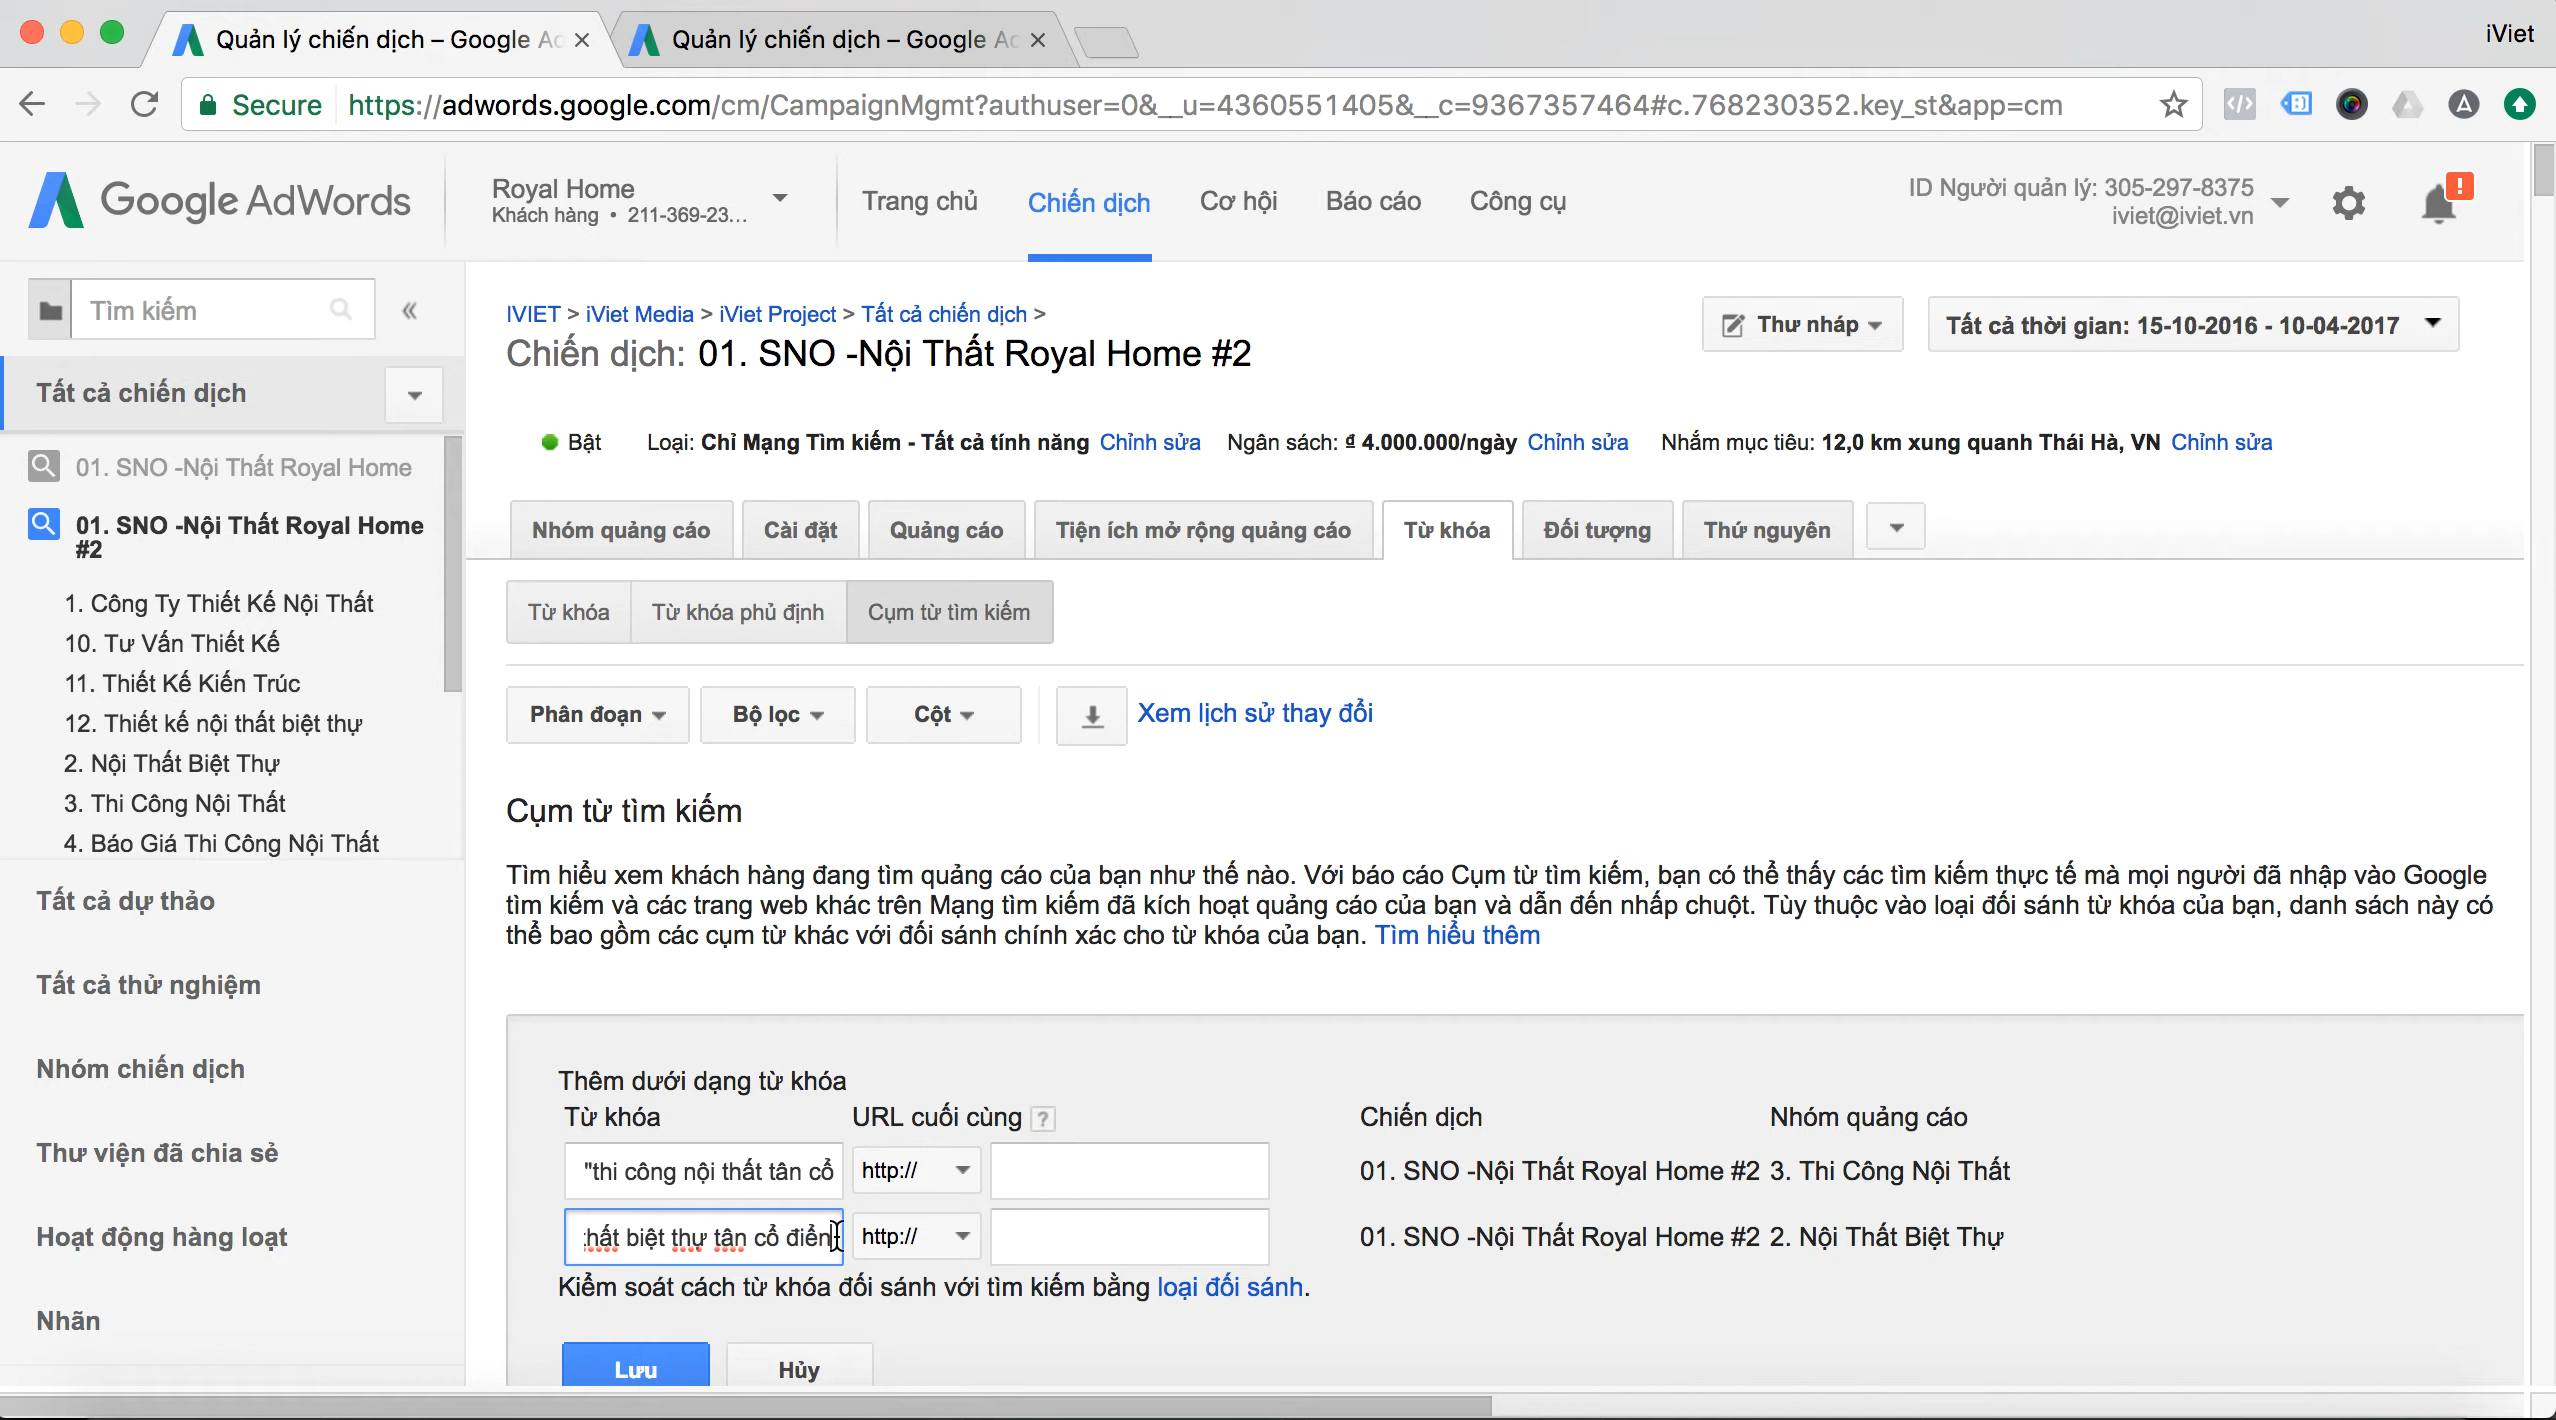 Quản lý chiến dịch – Google Ad
Quản lý chiến dịch – Google Ad
iViet
Secure
https://adwords.google.com/cm/CampaignMgmt?authuser=0&__u=4360551405&__c=9367357464#c.768230352.key_st&app=cm
Google AdWords
Royal Home
Khách hàng • 211-369-23...
Trang chủ
Chiến dịch
Cơ hội
Báo cáo
Công cụ
ID Người quản lý: 305-297-8375
iviet@iviet.vn
!
Tìm kiếm
«
Tất cả chiến dịch
01. SNO -Nội Thất Royal Home
01. SNO -Nội Thất Royal Home
#2
1. Công Ty Thiết Kế Nội Thất
10. Tư Vấn Thiết Kế
11. Thiết Kế Kiến Trúc
12. Thiết kế nội thất biệt thự
2. Nội Thất Biệt Thự
3. Thi Công Nội Thất
4. Báo Giá Thi Công Nội Thất
Tất cả dự thảo
Tất cả thử nghiệm
Nhóm chiến dịch
Thư viện đã chia sẻ
Hoạt động hàng loạt
Nhãn
IVIET > iViet Media > iViet Project > Tất cả chiến dịch >
Chiến dịch: 01. SNO -Nội Thất Royal Home #2
Thư nháp
Tất cả thời gian: 15-10-2016 - 10-04-2017
Bật
Loại: Chỉ Mạng Tìm kiếm - Tất cả tính năng Chỉnh sửa
Ngân sách: ₫ 4.000.000/ngày Chỉnh sửa
Nhắm mục tiêu: 12,0 km xung quanh Thái Hà, VN Chỉnh sửa
Nhóm quảng cáo
Cài đặt
Quảng cáo
Tiện ích mở rộng quảng cáo
Từ khóa
Đối tượng
Thứ nguyên
Từ khóa
Từ khóa phủ định
Cụm từ tìm kiếm
Phân đoạn
Bộ lọc
Cột
Xem lịch sử thay đổi
Cụm từ tìm kiếm
Tìm hiểu xem khách hàng đang tìm quảng cáo của bạn như thế nào. Với báo cáo Cụm từ tìm kiếm, bạn có thể thấy các tìm kiếm thực tế mà mọi người đã nhập vào Google
tìm kiếm và các trang web khác trên Mạng tìm kiếm đã kích hoạt quảng cáo của bạn và dẫn đến nhấp chuột. Tùy thuộc vào loại đối sánh từ khóa của bạn, danh sách này có
thể bao gồm các cụm từ khác với đối sánh chính xác cho từ khóa của bạn. Tìm hiểu thêm
Thêm dưới dạng từ khóa
Từ khóa
URL cuối cùng ?
Chiến dịch
Nhóm quảng cáo
"thi công nội thất tân cổ
http://
01. SNO -Nội Thất Royal Home #2
3. Thi Công Nội Thất
hất biệt thự tân cổ điển
http://
01. SNO -Nội Thất Royal Home #2
2. Nội Thất Biệt Thự
Kiểm soát cách từ khóa đối sánh với tìm kiếm bằng loại đối sánh.
Lưu
Hủy